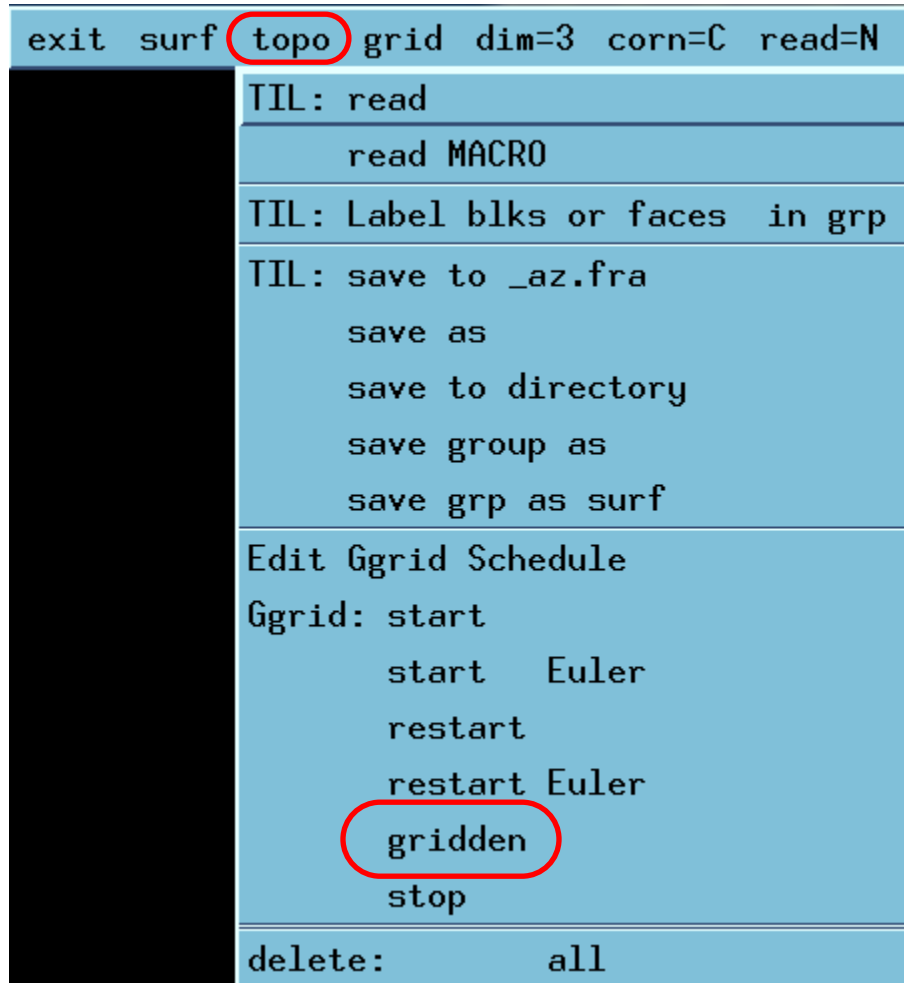 exit surf topo grid dim=3 corn=C read=N
TIL: read
read MACRO
TIL: Label blks or faces in grp
TIL: save to _az.fra
save as
save to directory
save group as
save grp as surf
Edit Ggrid Schedule
Ggrid: start
start Euler
restart
restart Euler
gridden
stop
delete: all